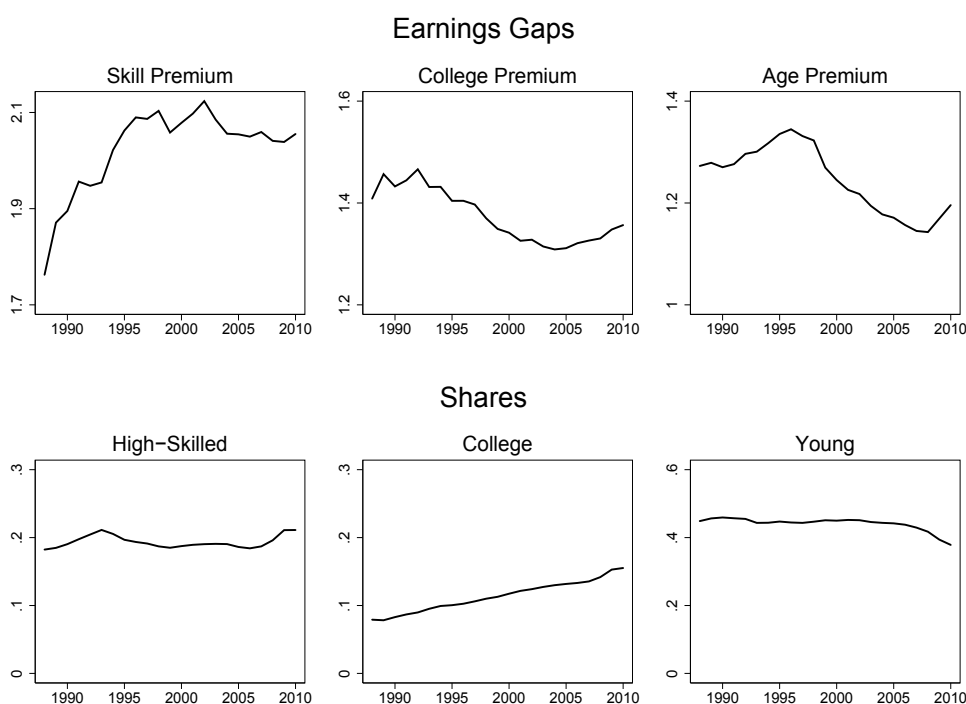 Earnings Gaps
Skill Premium
1.7
1.9
2.1
1990 1995 2000 2005 2010
College Premium
1.2
1.4
1.6
1990 1995 2000 2005 2010
Age Premium
1
1.2
1.4
1990 1995 2000 2005 2010
Shares
High−Skilled
0
.1
.2
.3
1990 1995 2000 2005 2010
College
0
.1
.2
.3
1990 1995 2000 2005 2010
Young
0
.2
.4
.6
1990 1995 2000 2005 2010